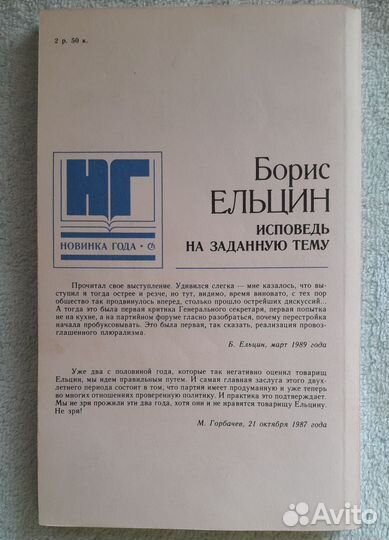 2 р. 50 к.
НГ
НОВИНКА ГОДА •
Борис
ЕЛЬЦИН
ИСПОВЕДЬ
НА ЗАДАННУЮ ТЕМУ
Прочитал свое выступление. Удивился слегка — мне казалось, что вы-
ступил я тогда острее и резче, но тут, видимо, время виновато, с тех пор
общество так продвинулось вперед, столько прошло острейших дискуссий...
А тогда это была первая критика Генерального секретаря, первая попытка
не на кухне, а на партийном форуме гласно разобраться, почему перестрой-
ка начала пробуксовывать. Это была первая, так сказать, реализация провоз-
глашенного плюрализма.
Б. Ельцин, март 1989 года
Уже два с половиной года, которые так негативно оценил товарищ
Ельцин, мы идем правильным путем. И самая главная заслуга этого двух-
летнего периода состоит в том, что партия имеет продуманную и уже теперь
во многих отношениях проверенную политику. И практика это подтверждает.
Мы не зря прожили эти два года, хотя они и не нравятся товарищу Ельцину.
Не зря!
М. Горбачев, 21 октября 1987 года
Avito